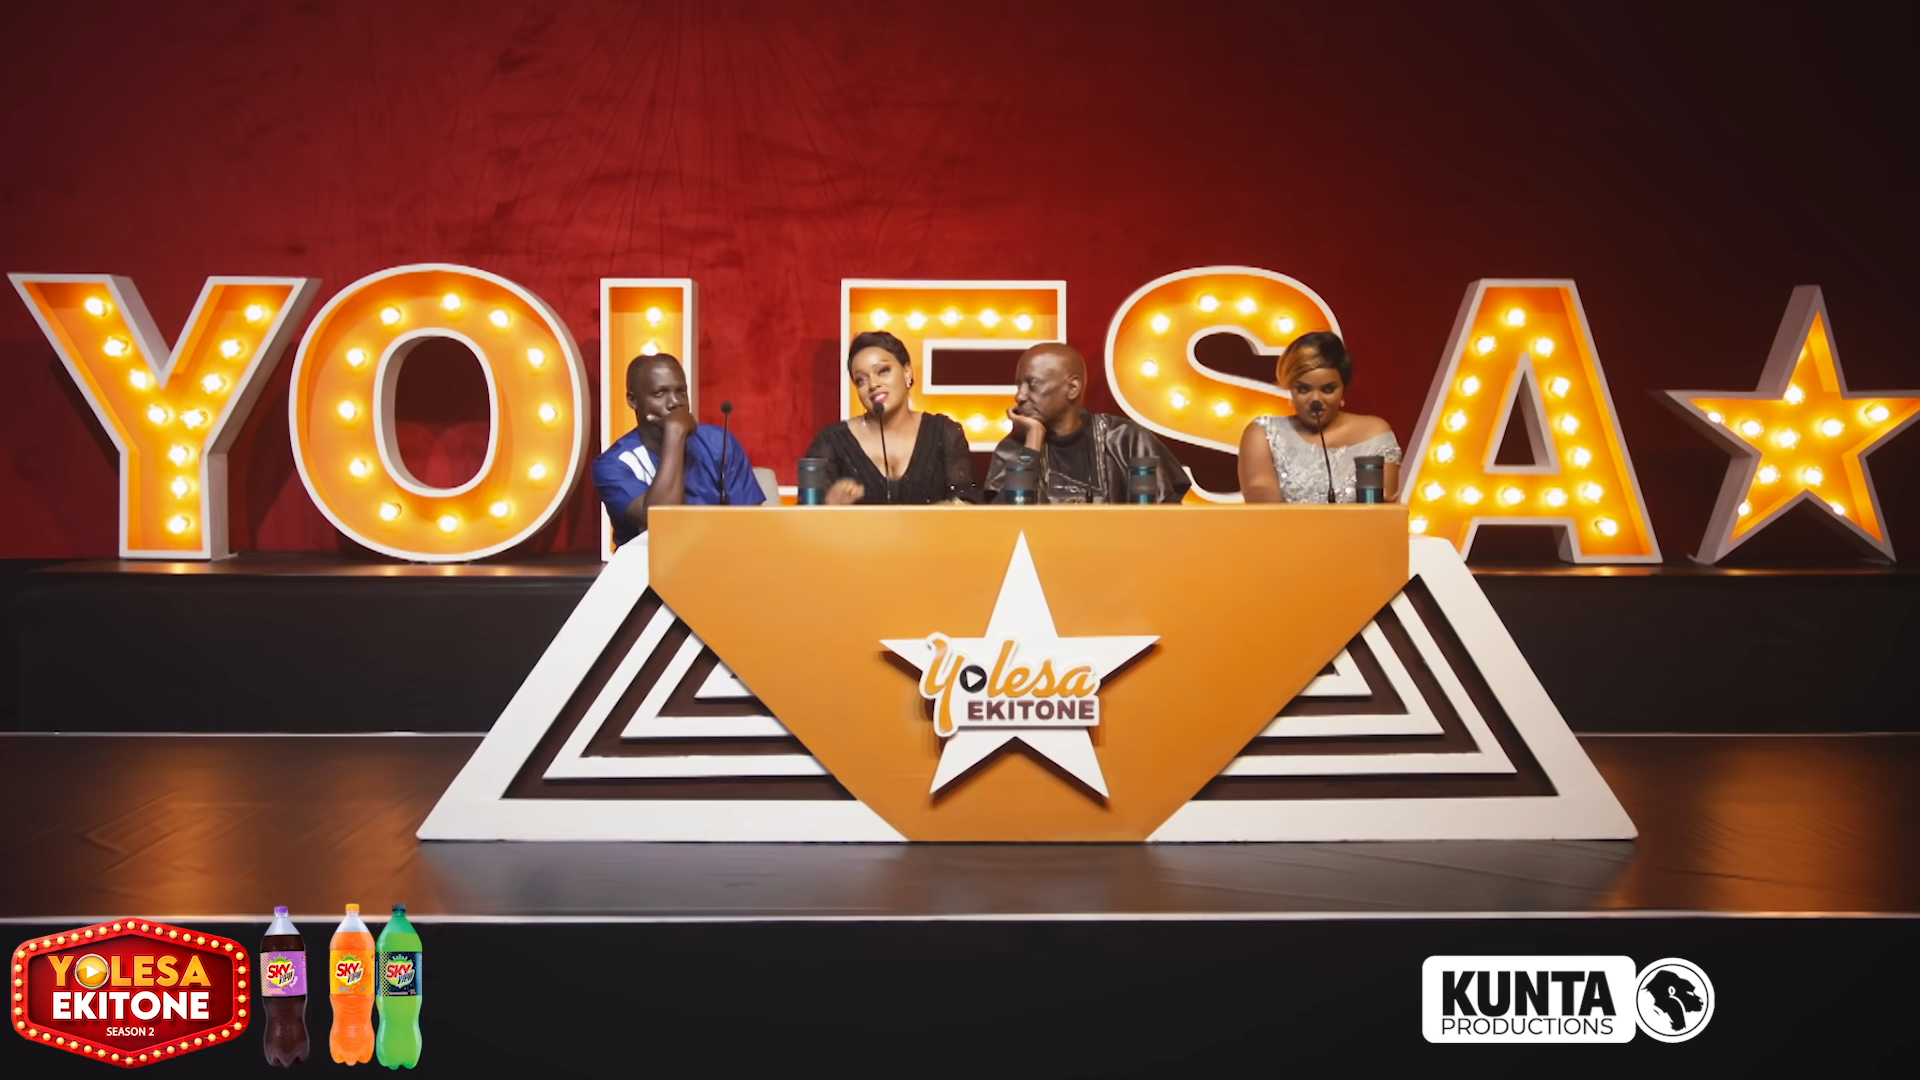 YOLESA
Yolesa
EKITONE
YOLESA
EKITONE
SEASON 2
SKY
SKY
SKY
KUNTA
PRODUCTIONS